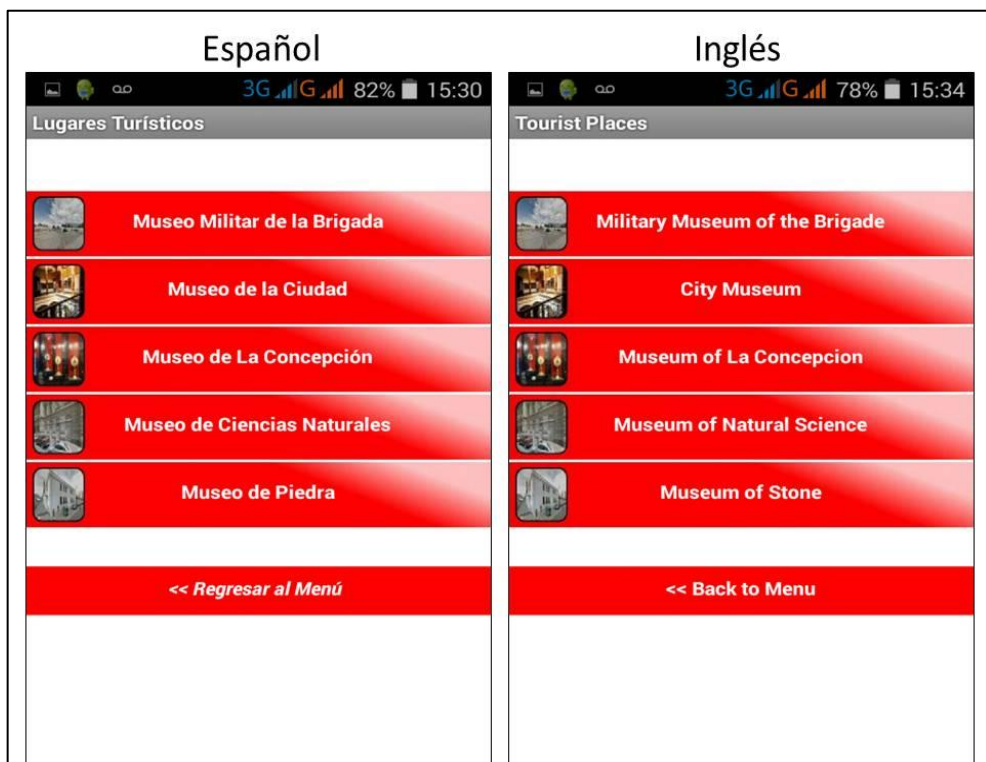 Español
3G G 82% 15:30
Lugares Turísticos
Museo Militar de la Brigada
Museo de la Ciudad
Museo de La Concepción
Museo de Ciencias Naturales
Museo de Piedra
<< Regresar al Menú
Inglés
3G G 78% 15:34
Tourist Places
Military Museum of the Brigade
City Museum
Museum of La Concepcion
Museum of Natural Science
Museum of Stone
<< Back to Menu